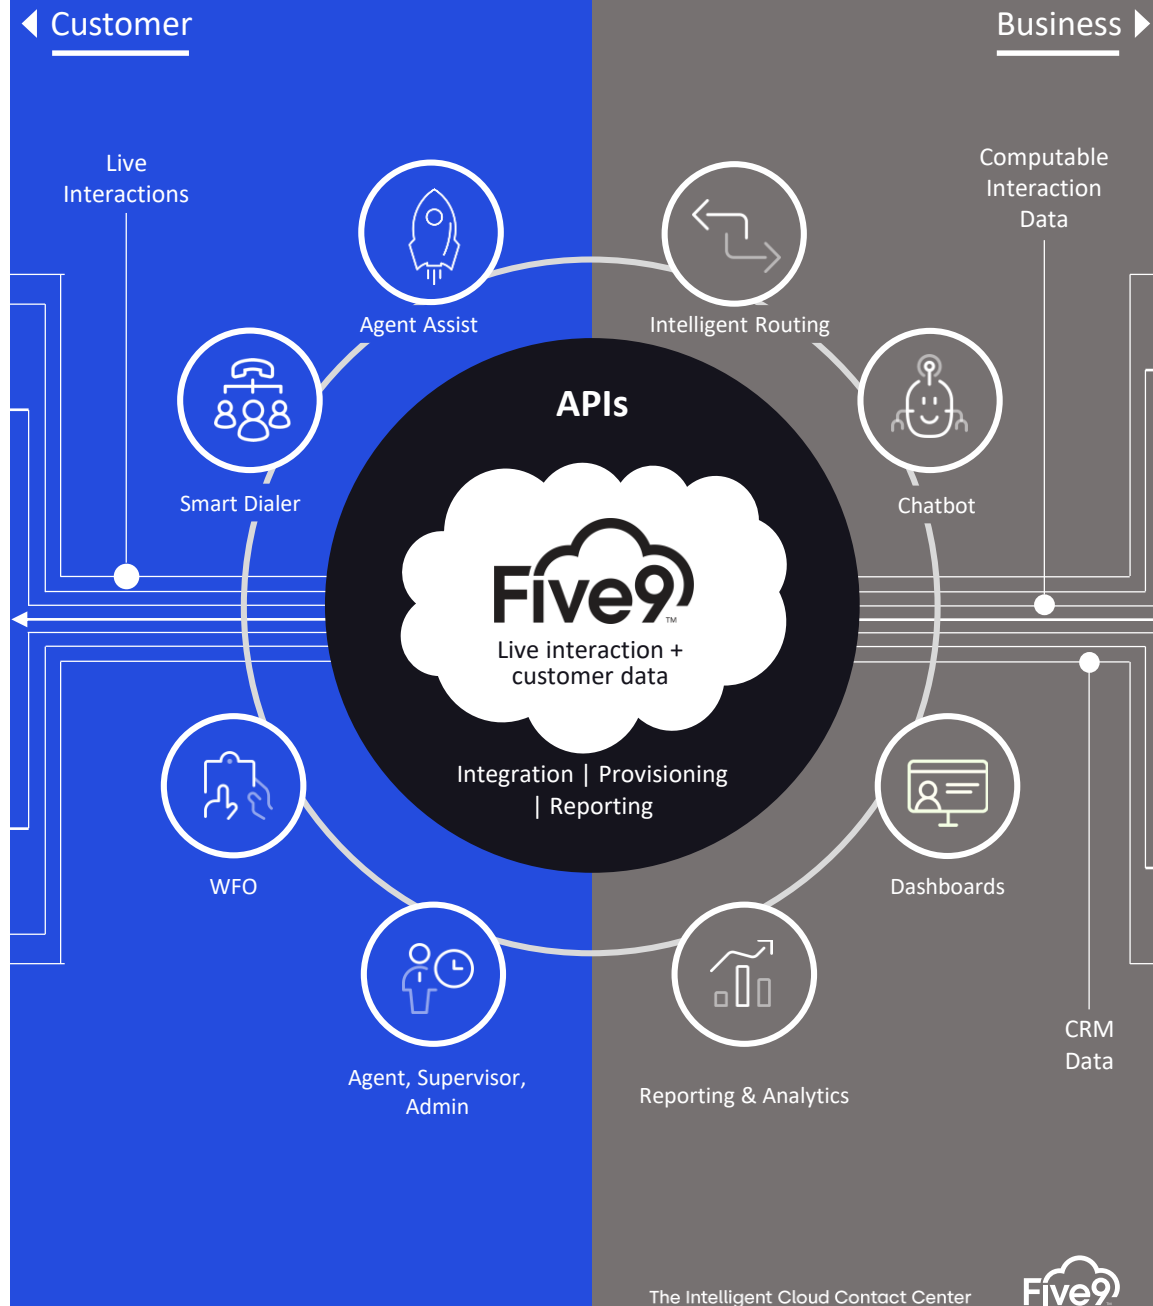 Customer
Business
Live
Interactions
Computable
Interaction
Data
Agent Assist
Intelligent Routing
APIs
Smart Dialer
Chatbot
Five9
TM
Live interaction +
customer data
Integration | Provisioning
| Reporting
WFO
Dashboards
Agent, Supervisor,
Admin
Reporting & Analytics
CRM
Data
The Intelligent Cloud Contact Center
Five9